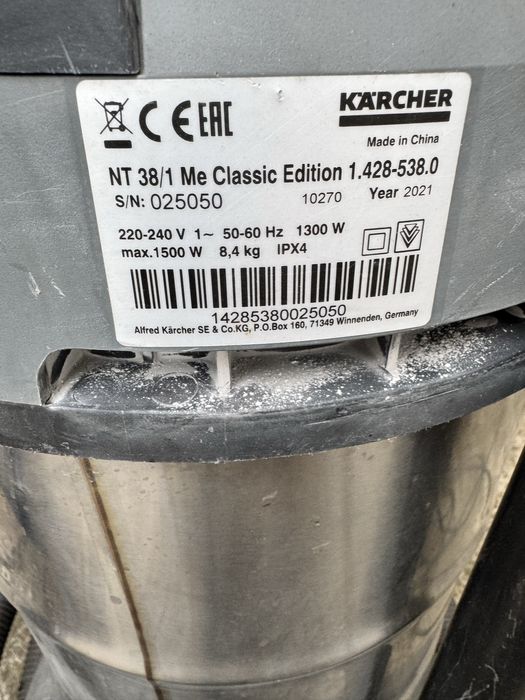 CE EAC KÄRCHER
Made in China
NT 38/1 Me Classic Edition 1.428-538.0
S/N: 025050 10270 Year 2021
220-240 V 1~ 50-60 Hz 1300 W
max.1500 W 8,4 kg IPX4
14285380025050
Alfred Kärcher SE & Co.KG, P.O.Box 160, 71349 Winnenden, Germany